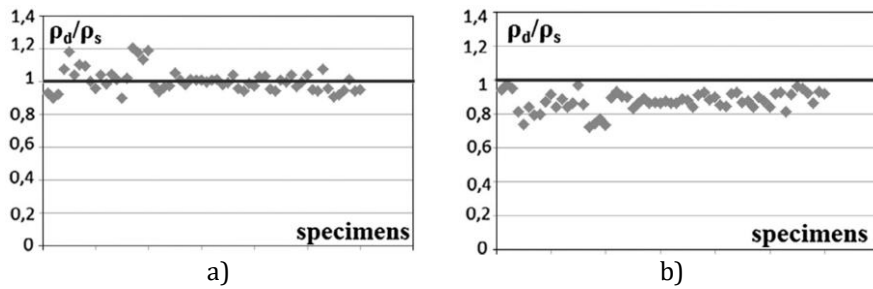 1,4
ρd/ρs
1,2
1
0,8
0,6
0,4
0,2
specimens
0
a)
1,4
ρd/ρs
1,2
1
0,8
0,6
0,4
0,2
specimens
0
b)